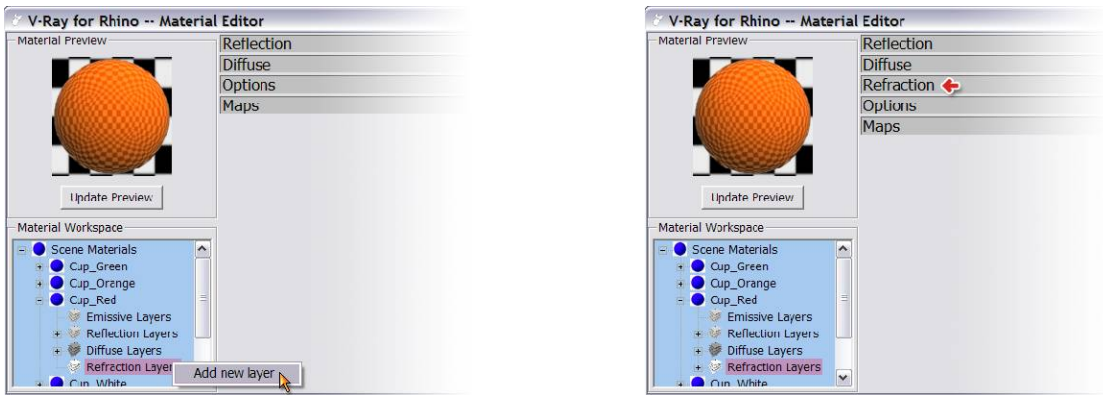 V-Ray for Rhino -- Material Editor
Material Preview
Reflection
Diffuse
Options
Maps
Update Preview
Material Workspace
Scene Materials
Cup_Green
Cup_Orange
Cup_Red
Emissive Layers
Reflection Layers
Diffuse Layers
Refraction Layer
Add new layer
Cup_White
V-Ray for Rhino -- Material Editor
Material Preview
Reflection
Diffuse
Refraction
Options
Maps
Update Preview
Material Workspace
Scene Materials
Cup_Green
Cup_Orange
Cup_Red
Emissive Layers
Reflection Layers
Diffuse Layers
Refraction Layers
Cup_White